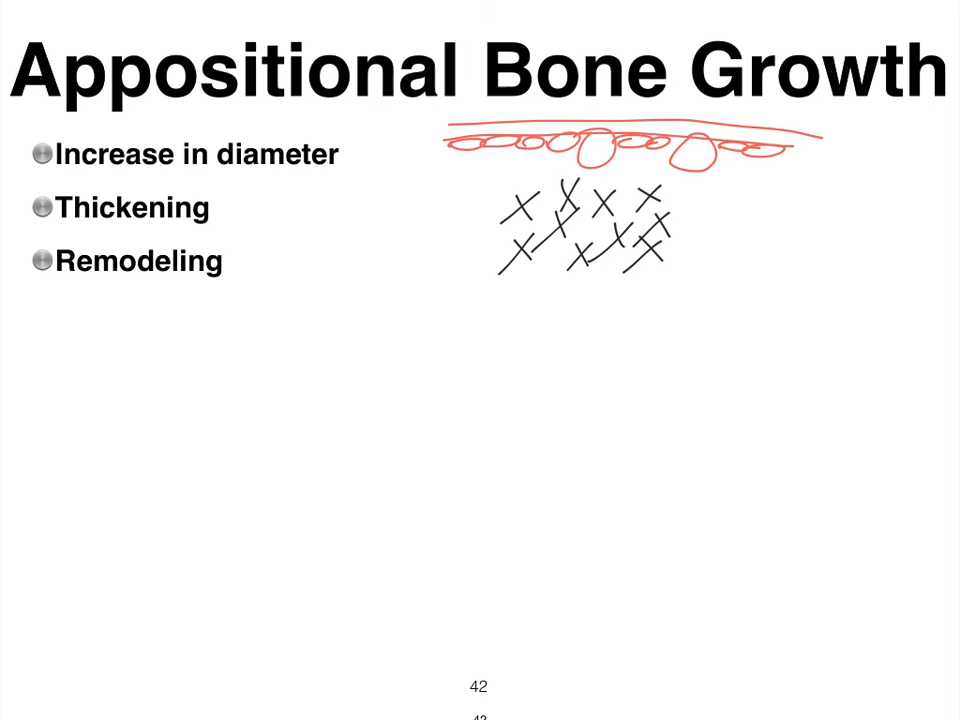 Appositional Bone Growth
Increase in diameter
Thickening
Remodeling
42